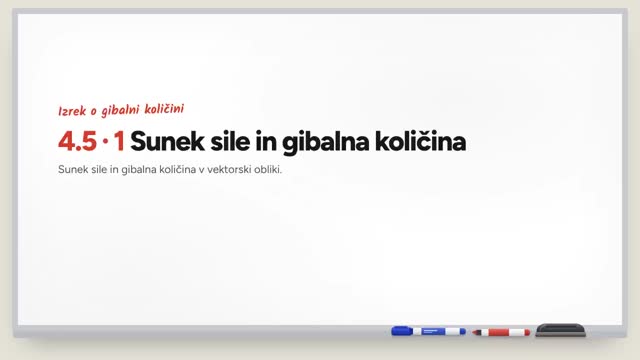 Izrek o gibalni količini
4.5 · 1 Sunek sile in gibalna količina
Sunek sile in gibalna količina v vektorski obliki.